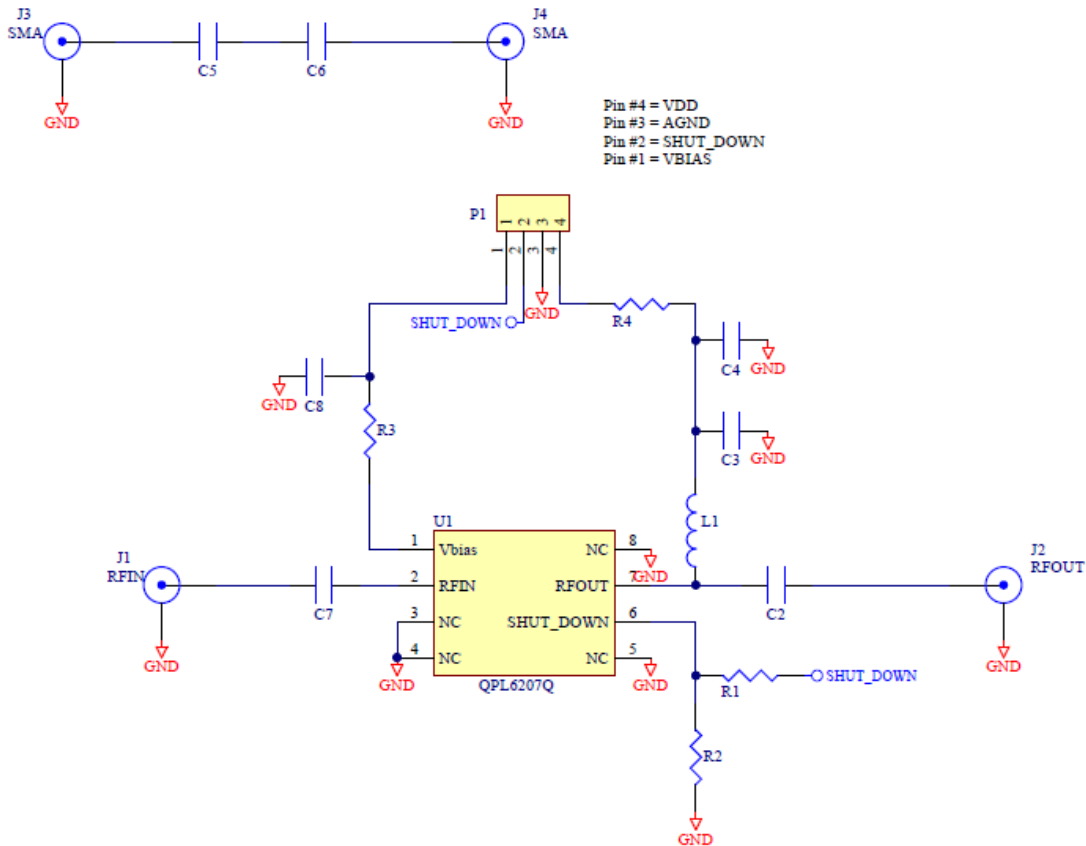 J3
SMA
J4
SMA
C5
C6
GND
GND
Pin #4 = VDD
Pin #3 = AGND
Pin #2 = SHUT_DOWN
Pin #1 = VBIAS
P1
1
2
3
4
1
2
3
4
GND
SHUT_DOWN
R4
C4
GND
GND
C8
R3
C3
GND
L1
U1
1
Vbias
NC
8
GND
J1
RFIN
2
RFIN
RFOUT
7
J2
RFOUT
C7
C2
3
NC
SHUT_DOWN
6
4
NC
NC
5
GND
GND
GND
GND
QPL6207Q
R1
SHUT_DOWN
R2
GND